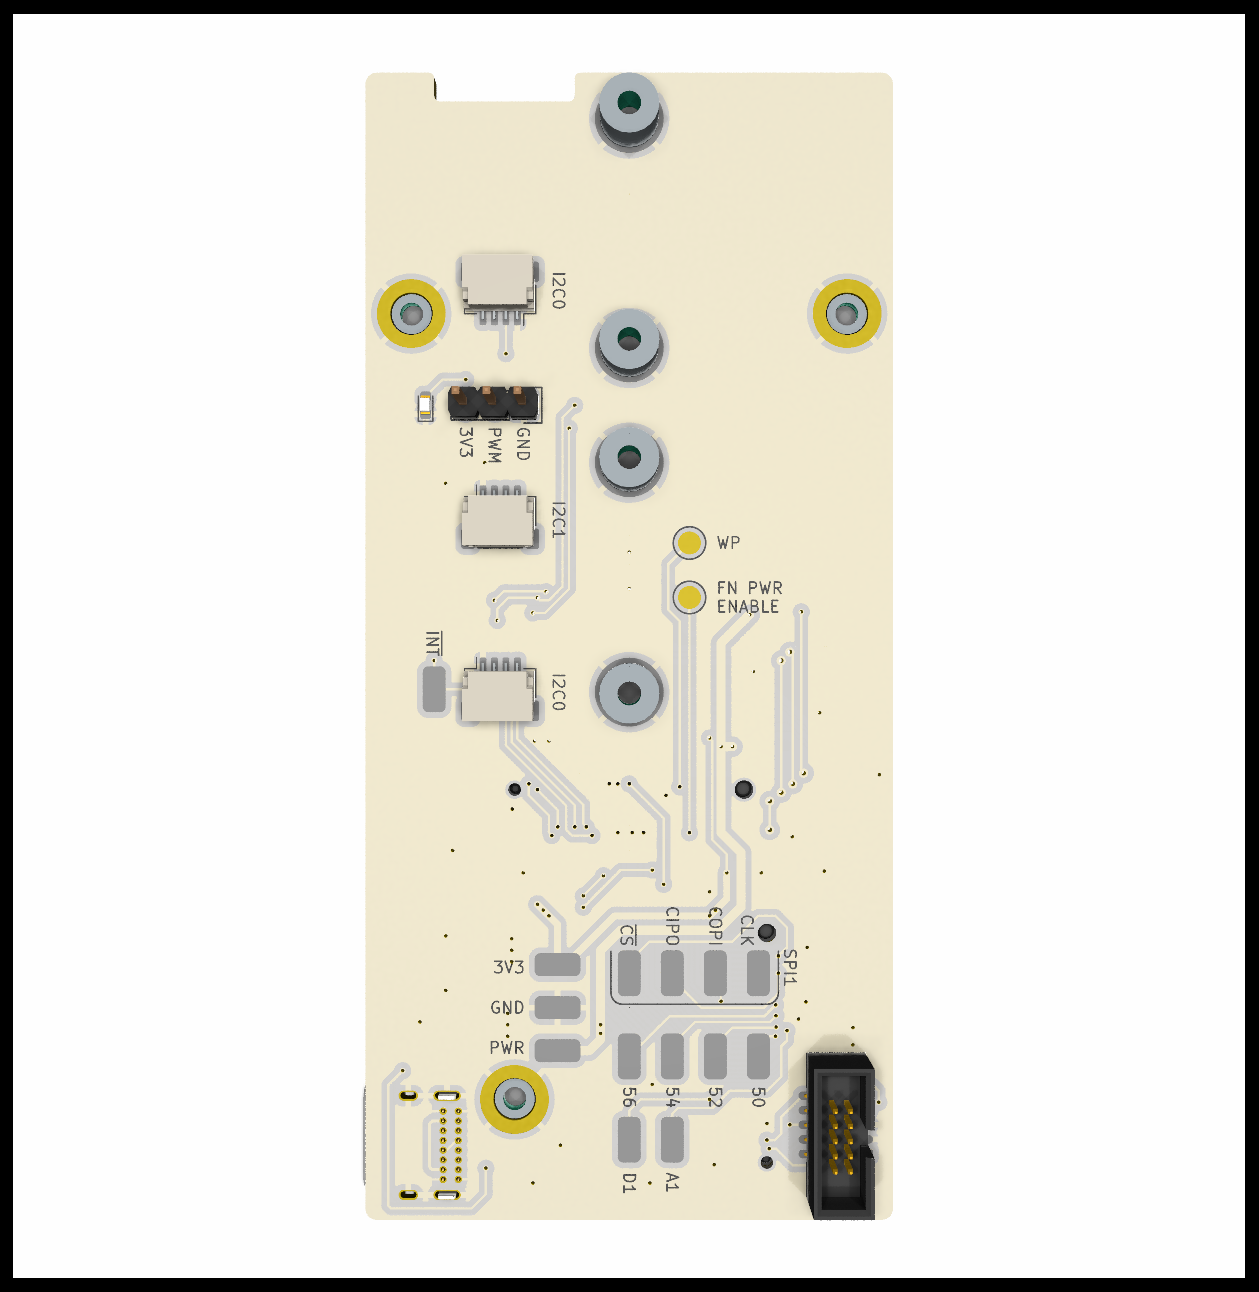 I2C0
3V3
PWM
GND
I2C1
WP
FN PWR
ENABLE
INT
I2C0
CS
CIPO
COPI
CLK
SPI1
3V3
GND
PWR
56
54
52
50
D1
A1